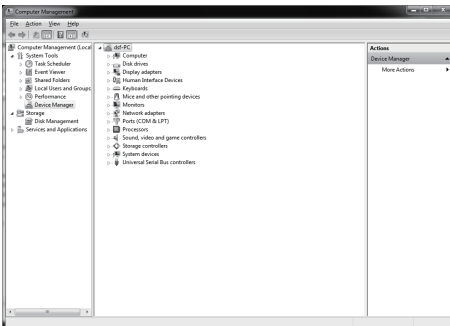 Computer Management
File Action View Help
Computer Management (Local
System Tools
Task Scheduler
Event Viewer
Shared Folders
Local Users and Groups
Performance
Device Manager
Storage
Disk Management
Services and Applications
dcf-PC
Computer
Disk drives
Display adapters
Human Interface Devices
Keyboards
Mice and other pointing devices
Monitors
Network adapters
Ports (COM & LPT)
Processors
Sound, video and game controllers
Storage controllers
System devices
Universal Serial Bus controllers
Actions
Device Manager
More Actions